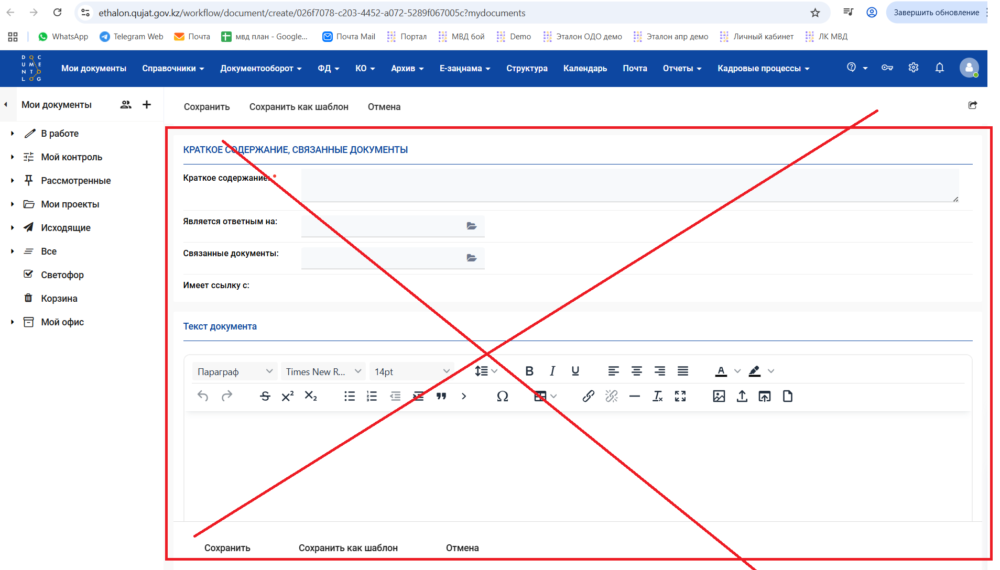 ethalon.qujat.gov.kz/workflow/document/create/026f7078-c203-4452-a072-5289f067005c?mydocuments
Завершить обновление
WhatsApp
Telegram Web
Почта
мвд план - Google...
Почта Mail
Портал
МВД бой
Demo
Эталон ОДО демо
Эталон апр демо
Личный кабинет
ЛК МВД
DOCUMENTOLOG
Мои документы
Справочники
Документооборот
ФД
КО
Архив
Е-заңнама
Структура
Календарь
Почта
Отчеты
Кадровые процессы
Мои документы
Сохранить
Сохранить как шаблон
Отмена
В работе
Мой контроль
Рассмотренные
Мои проекты
Исходящие
Все
Светофор
Корзина
Мой офис
КРАТКОЕ СОДЕРЖАНИЕ, СВЯЗАННЫЕ ДОКУМЕНТЫ
Краткое содержание:
Является ответным на:
Связанные документы:
Имеет ссылку с:
Текст документа
Параграф
Times New R...
14pt
Сохранить
Сохранить как шаблон
Отмена